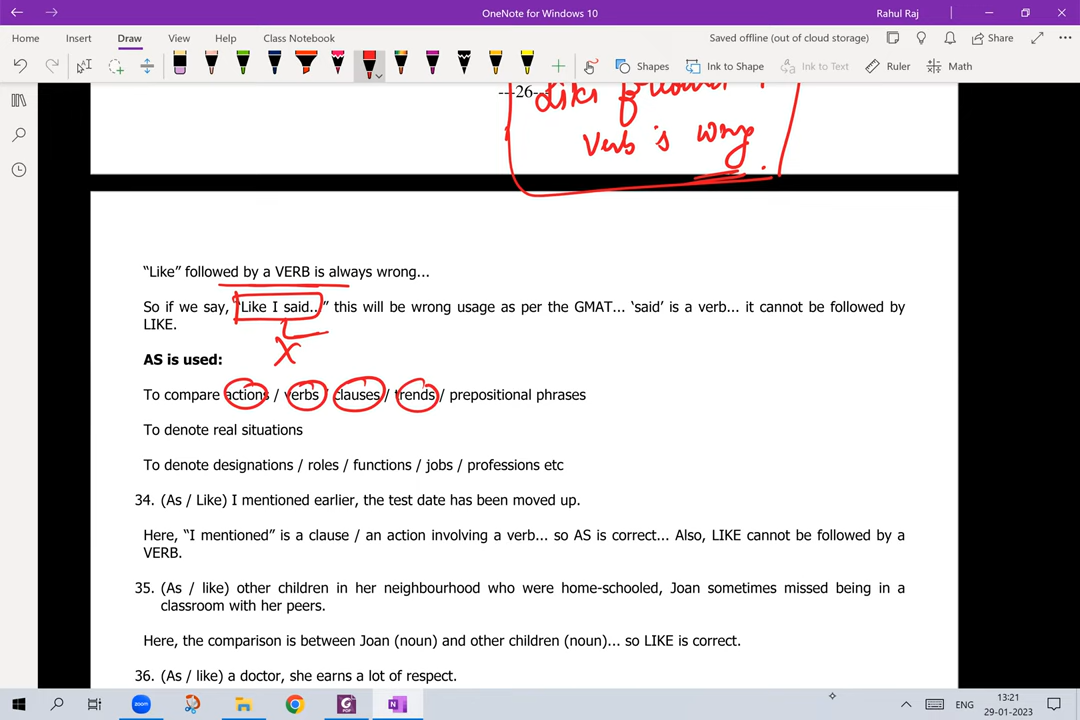 OneNote for Windows 10
Rahul Raj
Home Insert Draw View Help Class Notebook
Saved offline (out of cloud storage) Share
Shapes Ink to Shape Ink to Text Ruler Math
---26---
Like followed
Verb is wrong.
“Like” followed by a VERB is always wrong...
So if we say, “Like I said...” this will be wrong usage as per the GMAT... ‘said’ is a verb... it cannot be followed by
LIKE.
X
AS is used:
To compare actions / verbs / clauses / trends / prepositional phrases
To denote real situations
To denote designations / roles / functions / jobs / professions etc
34. (As / Like) I mentioned earlier, the test date has been moved up.
Here, “I mentioned” is a clause / an action involving a verb... so AS is correct... Also, LIKE cannot be followed by a
VERB.
35. (As / like) other children in her neighbourhood who were home-schooled, Joan sometimes missed being in a
classroom with her peers.
Here, the comparison is between Joan (noun) and other children (noun)... so LIKE is correct.
36. (As / like) a doctor, she earns a lot of respect.
zoom
PDF
N
ENG
13:21
29-01-2023